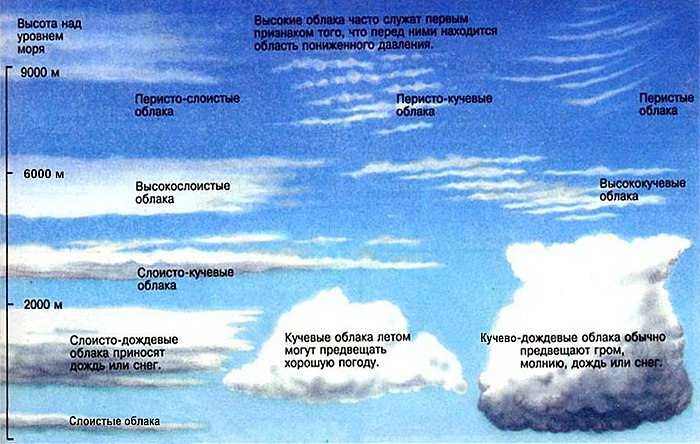 Высота над
уровнем
моря
Высокие облака часто служат первым
признаком того, что перед ними находится
область пониженного давления.
9000 м
Перисто-слоистые
облака
Перисто-кучевые
облака
Перистые
облака
6000 м
Высокослоистые
облака
Высококучевые
облака
Слоисто-кучевые
облака
2000 м
Слоисто-дождевые
облака приносят
дождь или снег.
Кучевые облака летом
могут предвещать
хорошую погоду.
Кучево-дождевые облака обычно
предвещают гром,
молнию, дождь или снег.
Слоистые облака